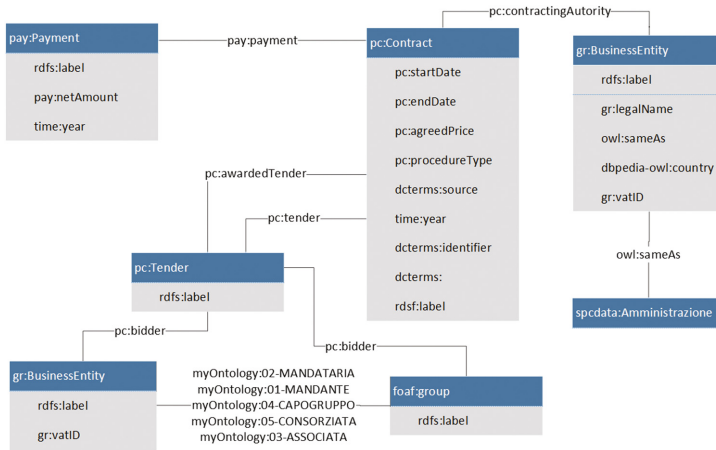 pc:contractingAutority
pay:Payment
rdfs:label
pay:netAmount
time:year
pay:payment
pc:Contract
pc:startDate
pc:endDate
pc:agreedPrice
pc:procedureType
dcterms:source
time:year
dcterms:identifier
dcterms:
rdsf:label
gr:BusinessEntity
rdfs:label
gr:legalName
owl:sameAs
dbpedia-owl:country
gr:vatID
owl:sameAs
spcdata:Amministrazione
pc:awardedTender
pc:tender
pc:Tender
rdfs:label
pc:bidder
pc:bidder
gr:BusinessEntity
rdfs:label
gr:vatID
myOntology:02-MANDATARIA
myOntology:01-MANDANTE
myOntology:04-CAPOGRUPPO
myOntology:05-CONSORZIATA
myOntology:03-ASSOCIATA
foaf:group
rdfs:label